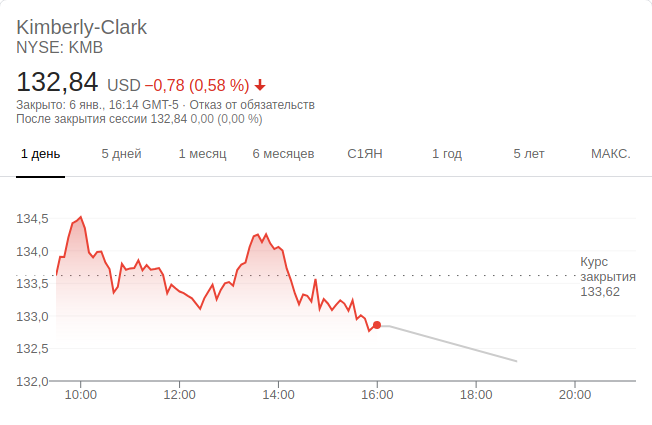 Kimberly-Clark
NYSE: KMB
132,84 USD −0,78 (0,58 %)
Закрыто: 6 янв., 16:14 GMT-5 · Отказ от обязательств
После закрытия сессии 132,84 0,00 (0,00 %)
1 день 5 дней 1 месяц 6 месяцев С1ЯН 1 год 5 лет МАКС.
134,5
134,0
133,5
133,0
132,5
132,0
Курс
закрытия
133,62
10:00 12:00 14:00 16:00 18:00 20:00